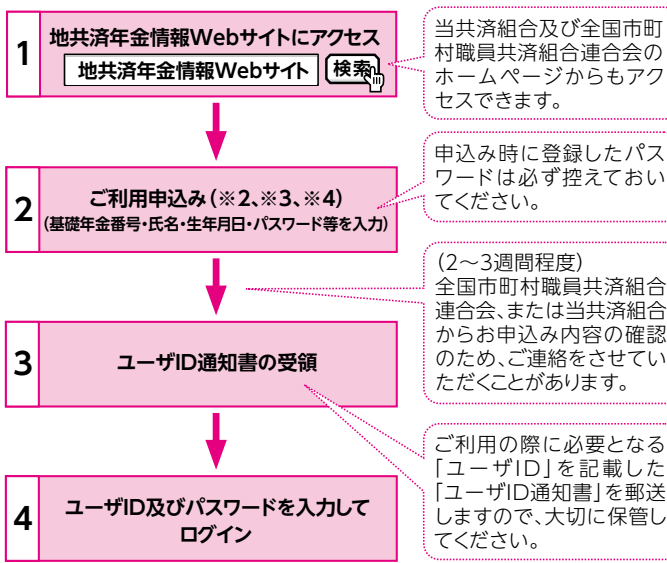 1
地共済年金情報Webサイトにアクセス
地共済年金情報Webサイト 検索
当共済組合及び全国市町
村職員共済組合連合会の
ホームページからもアク
セスできます。
2
ご利用申込み(※2、※3、※4)
(基礎年金番号・氏名・生年月日・パスワード等を入力)
申込み時に登録したパス
ワードは必ず控えておい
てください。
(2～3週間程度)
全国市町村職員共済組合
連合会、または当共済組合
からお申込み内容の確認
のため、ご連絡をさせてい
ただくことがあります。
3
ユーザID通知書の受領
ご利用の際に必要となる
「ユーザID」を記載した
「ユーザID通知書」を郵送
しますので、大切に保管し
てください。
4
ユーザID及びパスワードを入力して
ログイン